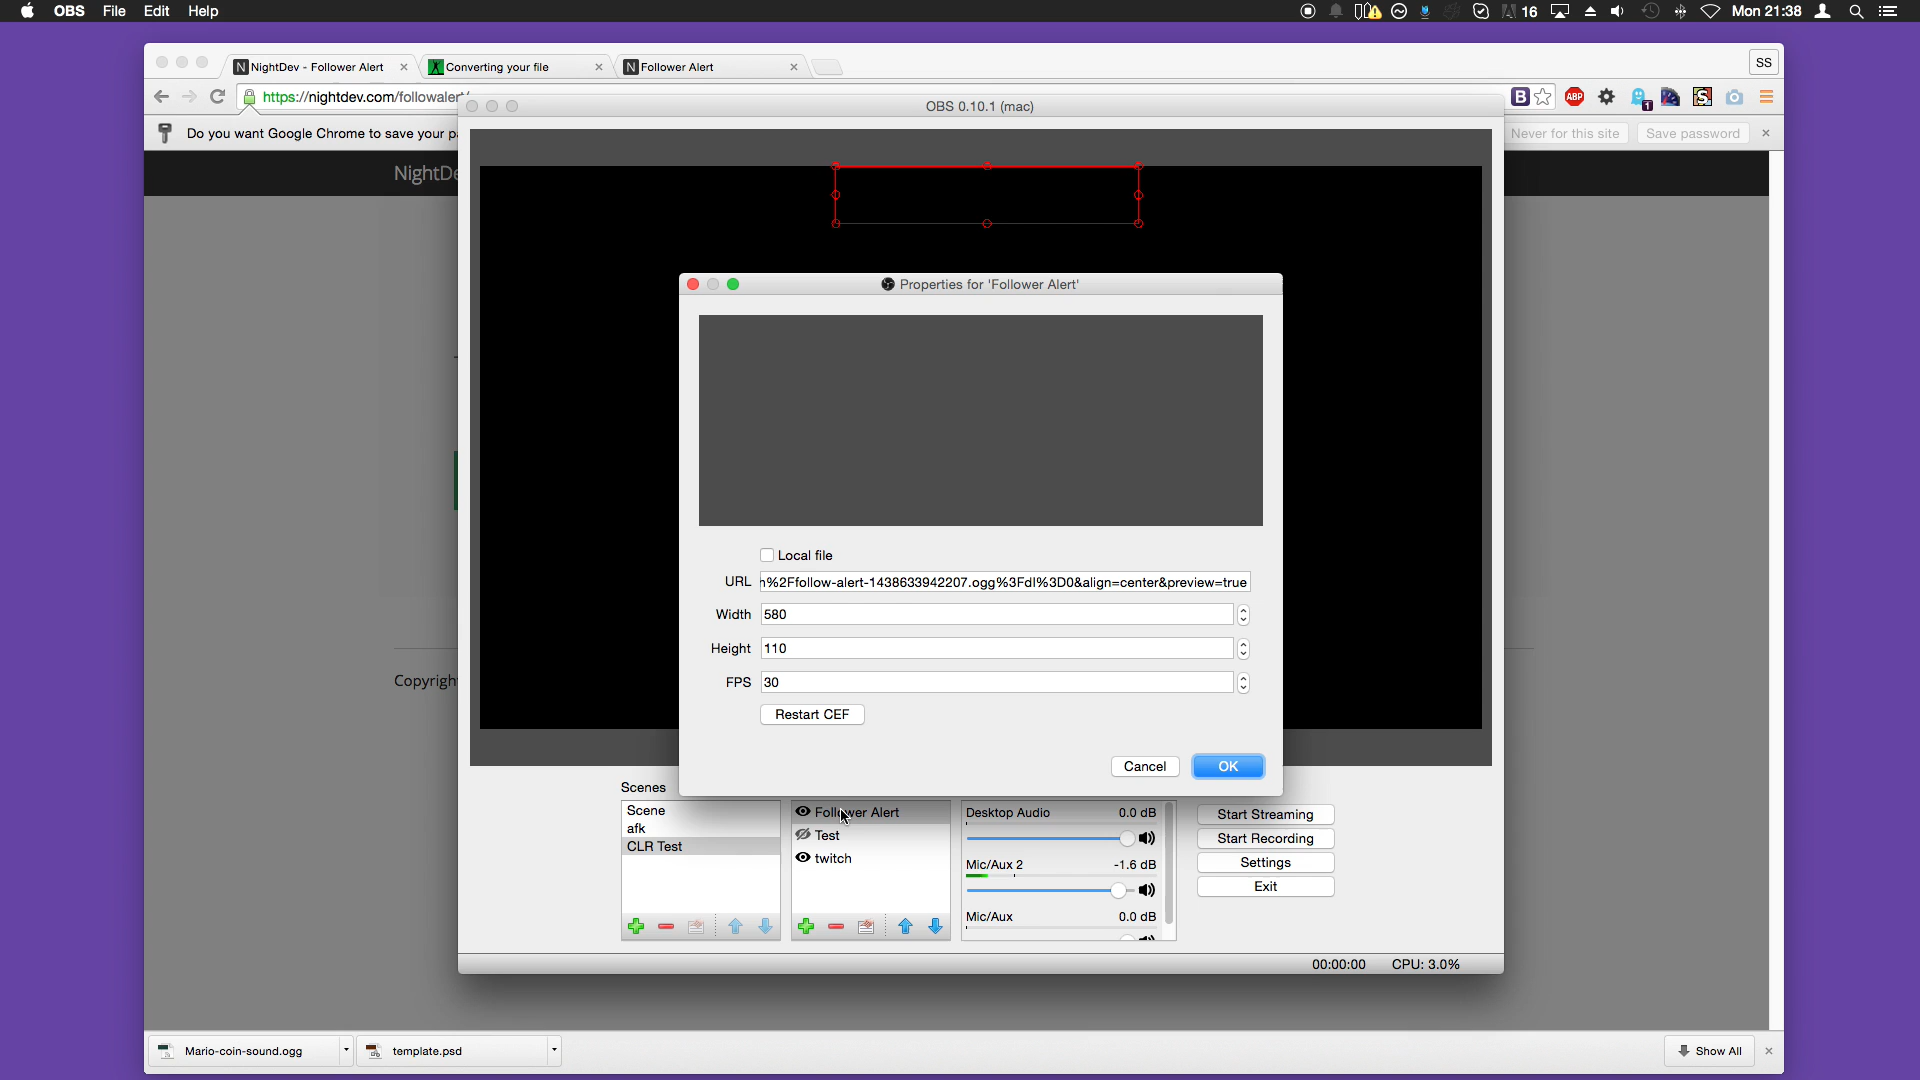 OBS File Edit Help
16 Mon 21:38
NightDev - Follower Alert
Converting your file
Follower Alert
SS
https://nightdev.com/followalert/
OBS 0.10.1 (mac)
Do you want Google Chrome to save your pa
Never for this site
Save password
NightDe
Properties for 'Follower Alert'
Local file
URL
%2Ffollow-alert-1438633942207.ogg%3Fdl%3D0&align=center&preview=true
Width 580
Height 110
FPS 30
Restart CEF
Cancel
OK
Copyrigh
Scenes
Scene
afk
CLR Test
Follower Alert
Test
twitch
Desktop Audio 0.0 dB
Mic/Aux 2 -1.6 dB
Mic/Aux 0.0 dB
Start Streaming
Start Recording
Settings
Exit
00:00:00 CPU: 3.0%
Mario-coin-sound.ogg
template.psd
Show All